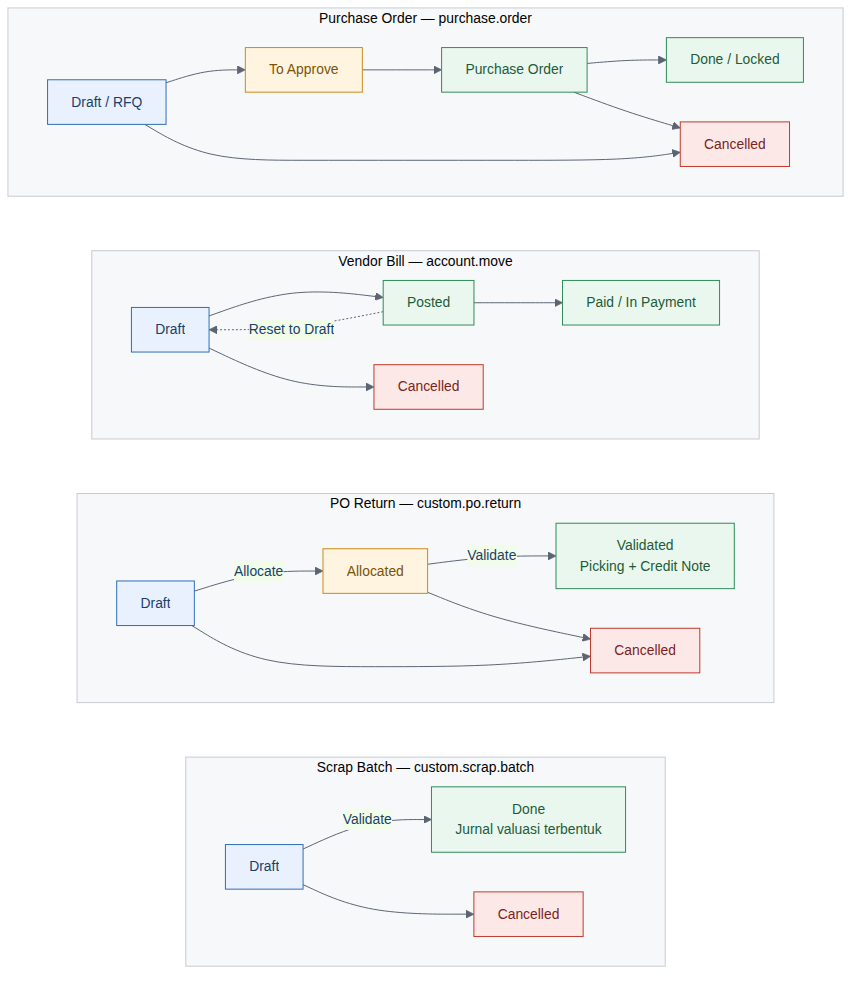 Purchase Order — purchase.order
Draft / RFQ
To Approve
Purchase Order
Done / Locked
Cancelled
Vendor Bill — account.move
Draft
Reset to Draft
Posted
Paid / In Payment
Cancelled
PO Return — custom.po.return
Draft
Allocate
Allocated
Validate
Validated
Picking + Credit Note
Cancelled
Scrap Batch — custom.scrap.batch
Draft
Validate
Done
Jurnal valuasi terbentuk
Cancelled